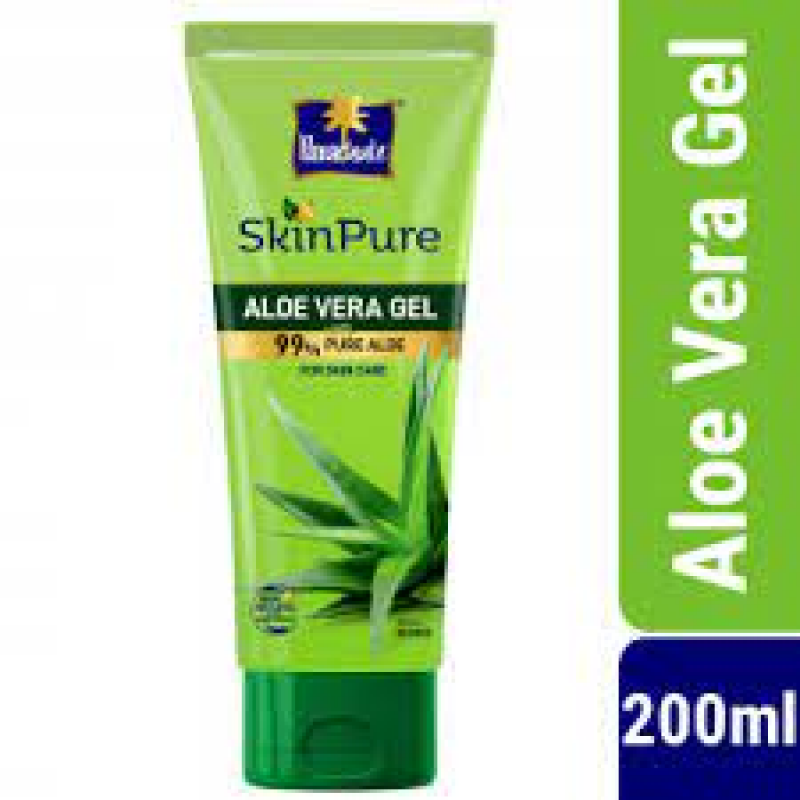 Parachute
SkinPure
ALOE VERA GEL
99% PURE ALOE
FOR SKIN CARE
Aloe Vera Gel
200ml